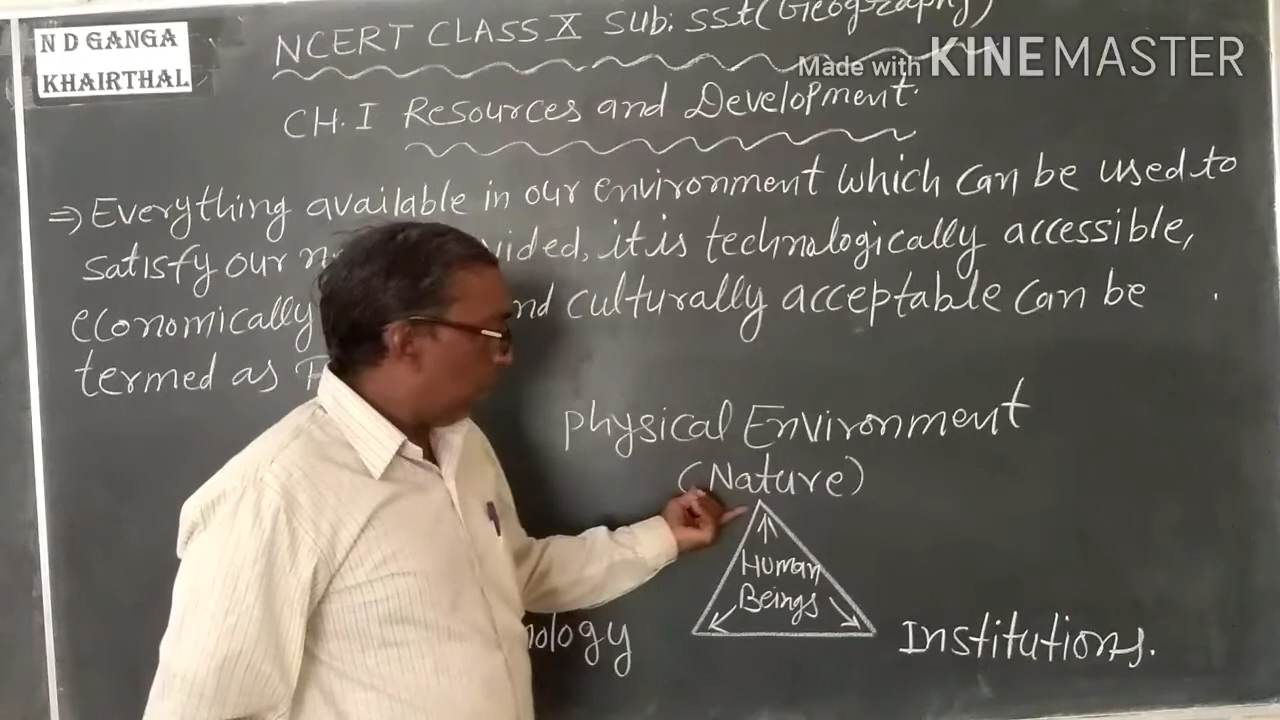 N D GANGA
KHAIRTHAL
Made with KINEMASTER
NCERT CLASS X Sub: SSt (Geography)
CH. I Resources and Development.
⇒ Everything available in our environment which can be used to
satisfy our vided, it is technologically accessible,
economically nd culturally acceptable can be
termed as
Physical Environment
(Nature)
Human
Beings
nology
Institutions.